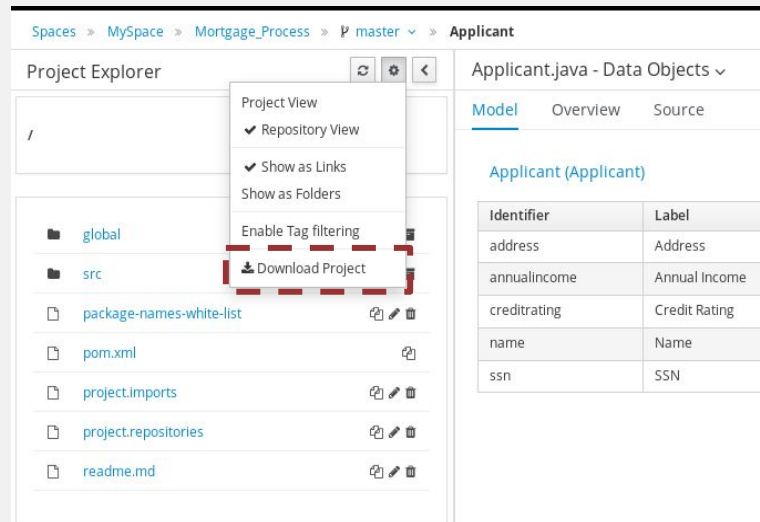 Spaces » MySpace » Mortgage_Process » master » Applicant
Project Explorer
Applicant.java - Data Objects
Project View
Repository View
Show as Links
Show as Folders
Enable Tag filtering
Download Project
/
global
src
package-names-white-list
pom.xml
project.imports
project.repositories
readme.md
Model Overview Source
Applicant (Applicant)
Identifier Label
address Address
annualincome Annual Income
creditrating Credit Rating
name Name
ssn SSN